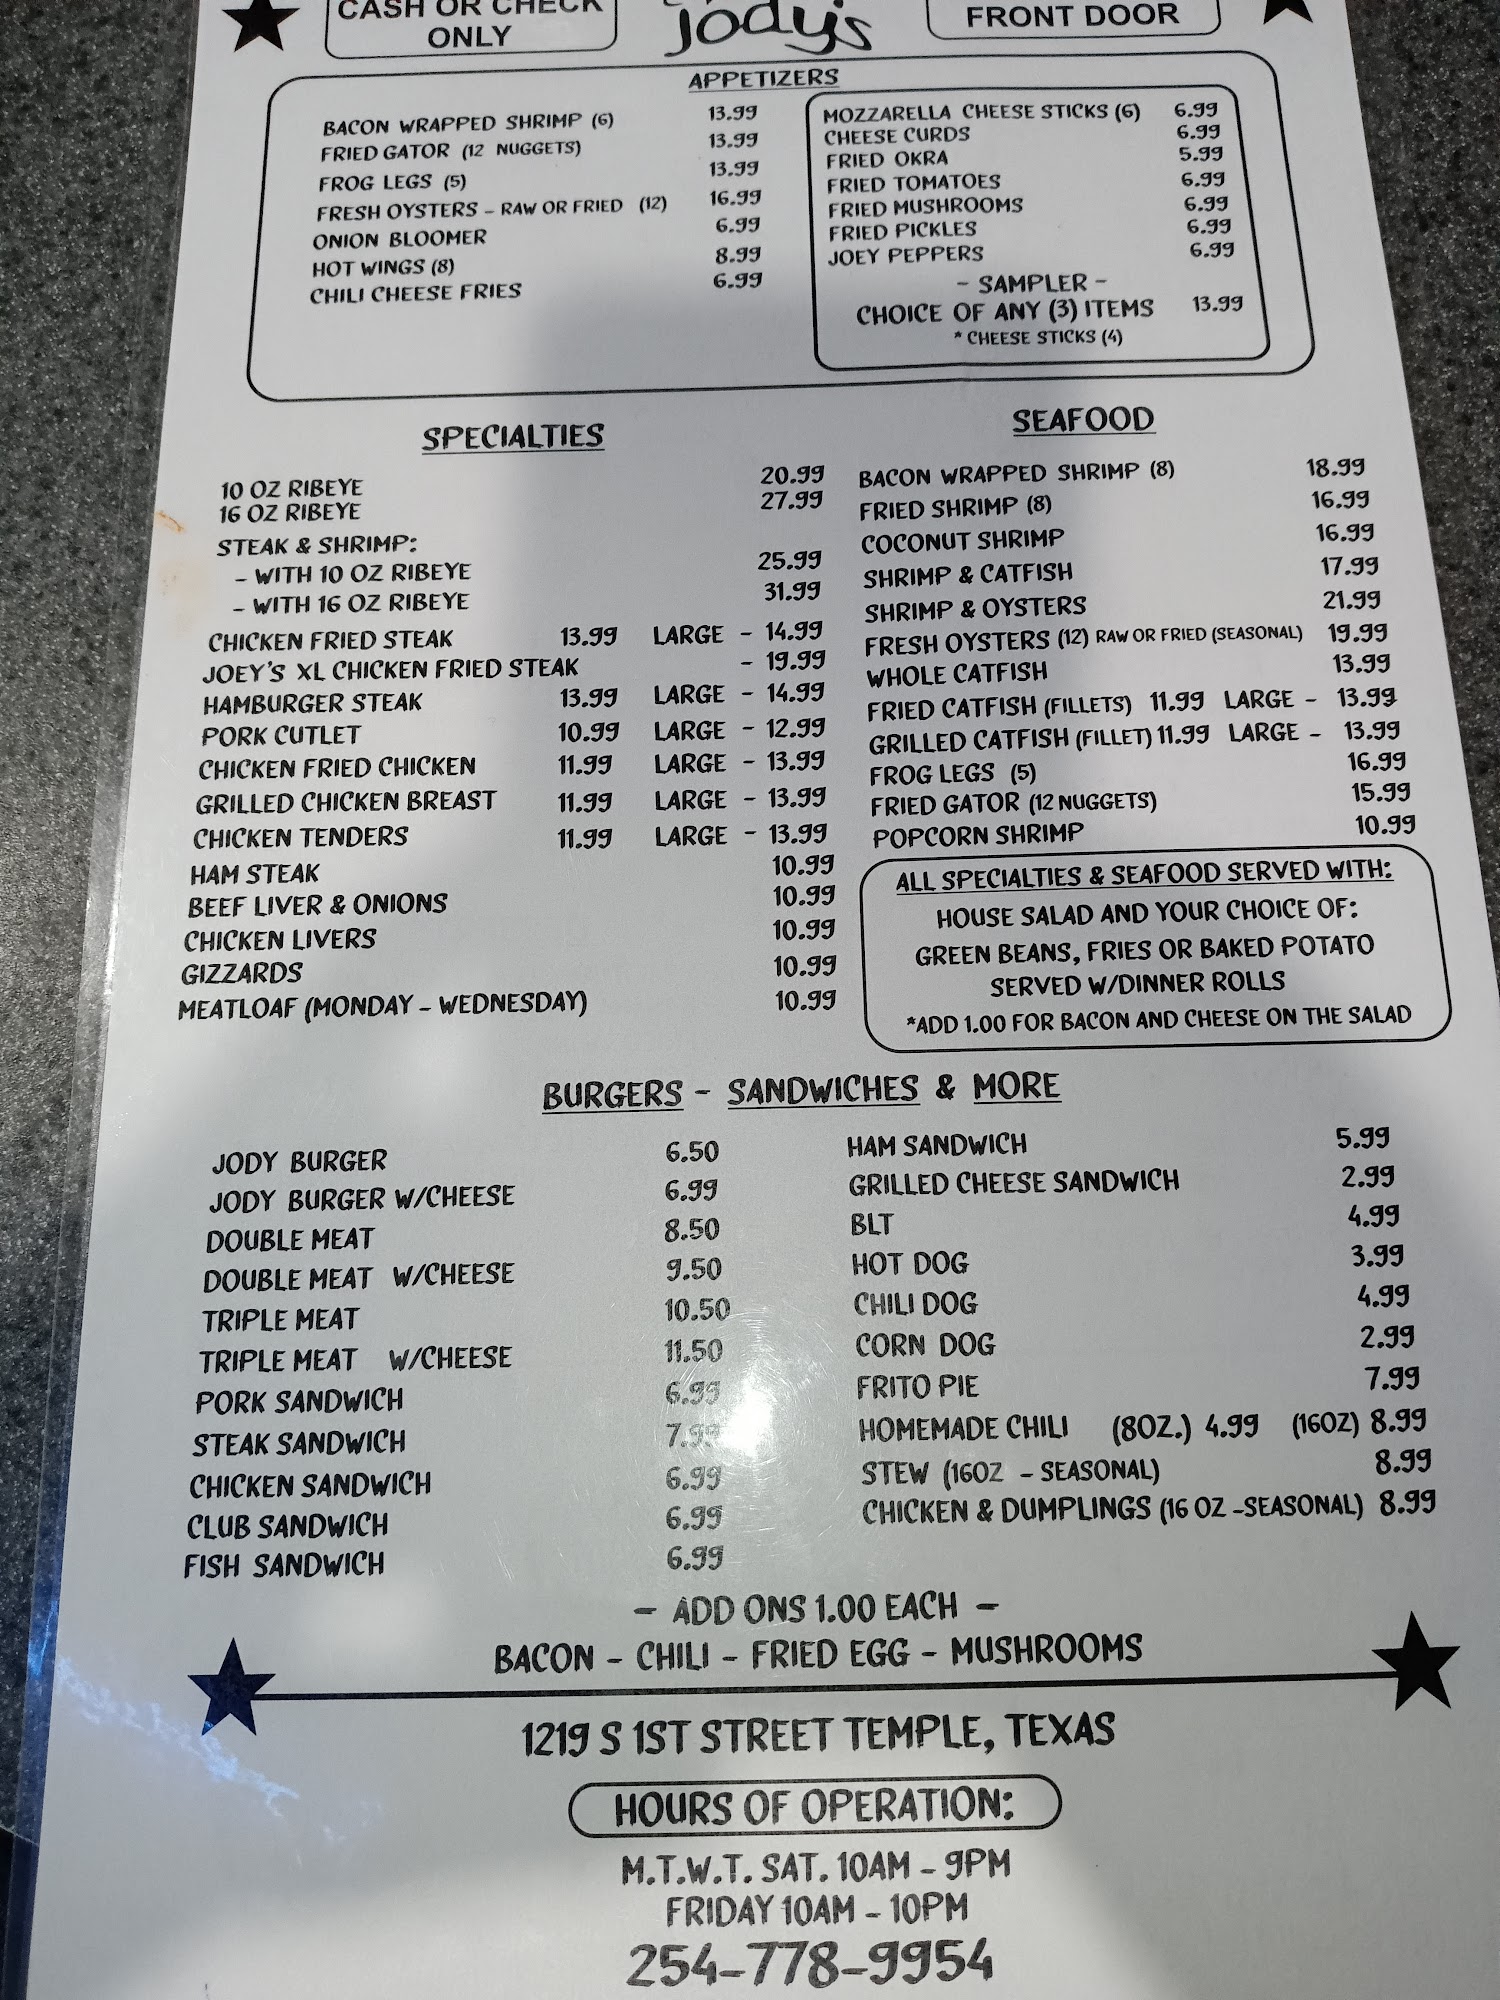 CASH OR CHECK
ONLY
Jody's
FRONT DOOR
APPETIZERS
BACON WRAPPED SHRIMP (6) 13.99
FRIED GATOR (12 NUGGETS) 13.99
FROG LEGS (5) 13.99
FRESH OYSTERS - RAW OR FRIED (12) 16.99
ONION BLOOMER 6.99
HOT WINGS (8) 8.99
CHILI CHEESE FRIES 6.99
MOZZARELLA CHEESE STICKS (6) 6.99
CHEESE CURDS 6.99
FRIED OKRA 5.99
FRIED TOMATOES 6.99
FRIED MUSHROOMS 6.99
FRIED PICKLES 6.99
JOEY PEPPERS 6.99
- SAMPLER -
CHOICE OF ANY (3) ITEMS 13.99
* CHEESE STICKS (4)
SPECIALTIES
10 OZ RIBEYE 20.99
16 OZ RIBEYE 27.99
STEAK & SHRIMP:
- WITH 10 OZ RIBEYE 25.99
- WITH 16 OZ RIBEYE 31.99
CHICKEN FRIED STEAK 13.99 LARGE - 14.99
JOEY'S XL CHICKEN FRIED STEAK - 19.99
HAMBURGER STEAK 13.99 LARGE - 14.99
PORK CUTLET 10.99 LARGE - 12.99
CHICKEN FRIED CHICKEN 11.99 LARGE - 13.99
GRILLED CHICKEN BREAST 11.99 LARGE - 13.99
CHICKEN TENDERS 11.99 LARGE - 13.99
HAM STEAK 10.99
BEEF LIVER & ONIONS 10.99
CHICKEN LIVERS 10.99
GIZZARDS 10.99
MEATLOAF (MONDAY - WEDNESDAY) 10.99
SEAFOOD
BACON WRAPPED SHRIMP (8) 18.99
FRIED SHRIMP (8) 16.99
COCONUT SHRIMP 16.99
SHRIMP & CATFISH 17.99
SHRIMP & OYSTERS 21.99
FRESH OYSTERS (12) RAW OR FRIED (SEASONAL) 19.99
WHOLE CATFISH 13.99
FRIED CATFISH (FILLETS) 11.99 LARGE - 13.99
GRILLED CATFISH (FILLET) 11.99 LARGE - 13.99
FROG LEGS (5) 16.99
FRIED GATOR (12 NUGGETS) 15.99
POPCORN SHRIMP 10.99
ALL SPECIALTIES & SEAFOOD SERVED WITH:
HOUSE SALAD AND YOUR CHOICE OF:
GREEN BEANS, FRIES OR BAKED POTATO
SERVED W/DINNER ROLLS
*ADD 1.00 FOR BACON AND CHEESE ON THE SALAD
BURGERS - SANDWICHES & MORE
JODY BURGER 6.50
JODY BURGER W/CHEESE 6.99
DOUBLE MEAT 8.50
DOUBLE MEAT W/CHEESE 9.50
TRIPLE MEAT 10.50
TRIPLE MEAT W/CHEESE 11.50
PORK SANDWICH 6.99
STEAK SANDWICH 7.99
CHICKEN SANDWICH 6.99
CLUB SANDWICH 6.99
FISH SANDWICH 6.99
HAM SANDWICH 5.99
GRILLED CHEESE SANDWICH 2.99
BLT 4.99
HOT DOG 3.99
CHILI DOG 4.99
CORN DOG 2.99
FRITO PIE 7.99
HOMEMADE CHILI (8OZ.) 4.99 (16OZ) 8.99
STEW (16OZ - SEASONAL) 8.99
CHICKEN & DUMPLINGS (16 OZ -SEASONAL) 8.99
- ADD ONS 1.00 EACH -
BACON - CHILI - FRIED EGG - MUSHROOMS
1219 S 1ST STREET TEMPLE, TEXAS
HOURS OF OPERATION:
M.T.W.T. SAT. 10AM - 9PM
FRIDAY 10AM - 10PM
254-778-9954